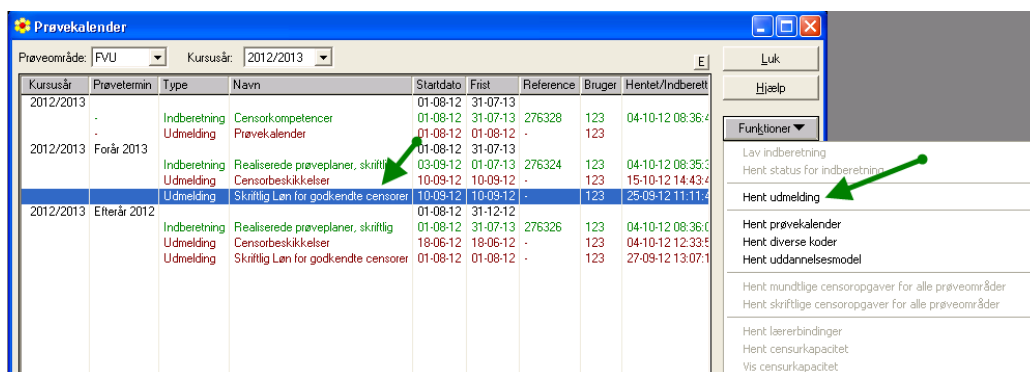 Prøvekalender
Prøveområde: FVU Kursusår: 2012/2013 E Luk
Kursusår Prøvetermin Type Navn Startdato Frist Reference Bruger Hentet/Indberett Hjælp
2012/2013 01-08-12 31-07-13
- Indberetning Censorkompetencer 01-08-12 31-07-13 276328 123 04-10-12 08:36:4
- Udmelding Prøvekalender 01-08-12 01-08-12 - 123 Funktioner
2012/2013 Forår 2013 01-08-12 31-07-13 Lav indberetning
Indberetning Realiserede prøveplaner, skriftlig 03-09-12 01-07-13 276324 123 04-10-12 08:35:3 Hent status for indberetning
Udmelding Censorbeskikkelser 10-09-12 10-09-12 - 123 15-10-12 14:43:4
Udmelding Skriftlig Løn for godkendte censorer 10-09-12 10-09-12 - 123 25-09-12 11:11:4 Hent udmelding
2012/2013 Efterår 2012 01-08-12 31-12-12
Indberetning Realiserede prøveplaner, skriftlig 01-08-12 31-07-13 276326 123 04-10-12 08:36:0 Hent prøvekalender
Udmelding Censorbeskikkelser 18-06-12 18-06-12 - 123 04-10-12 12:33:5 Hent diverse koder
Udmelding Skriftlig Løn for godkendte censorer 01-08-12 01-08-12 - 123 27-09-12 13:07:1 Hent uddannelsesmodel
Hent mundtlige censoropgaver for alle prøveområder
Hent skriftlige censoropgaver for alle prøveområder
Hent lærerbindinger
Hent censurkapacitet
Vis censurkapacitet